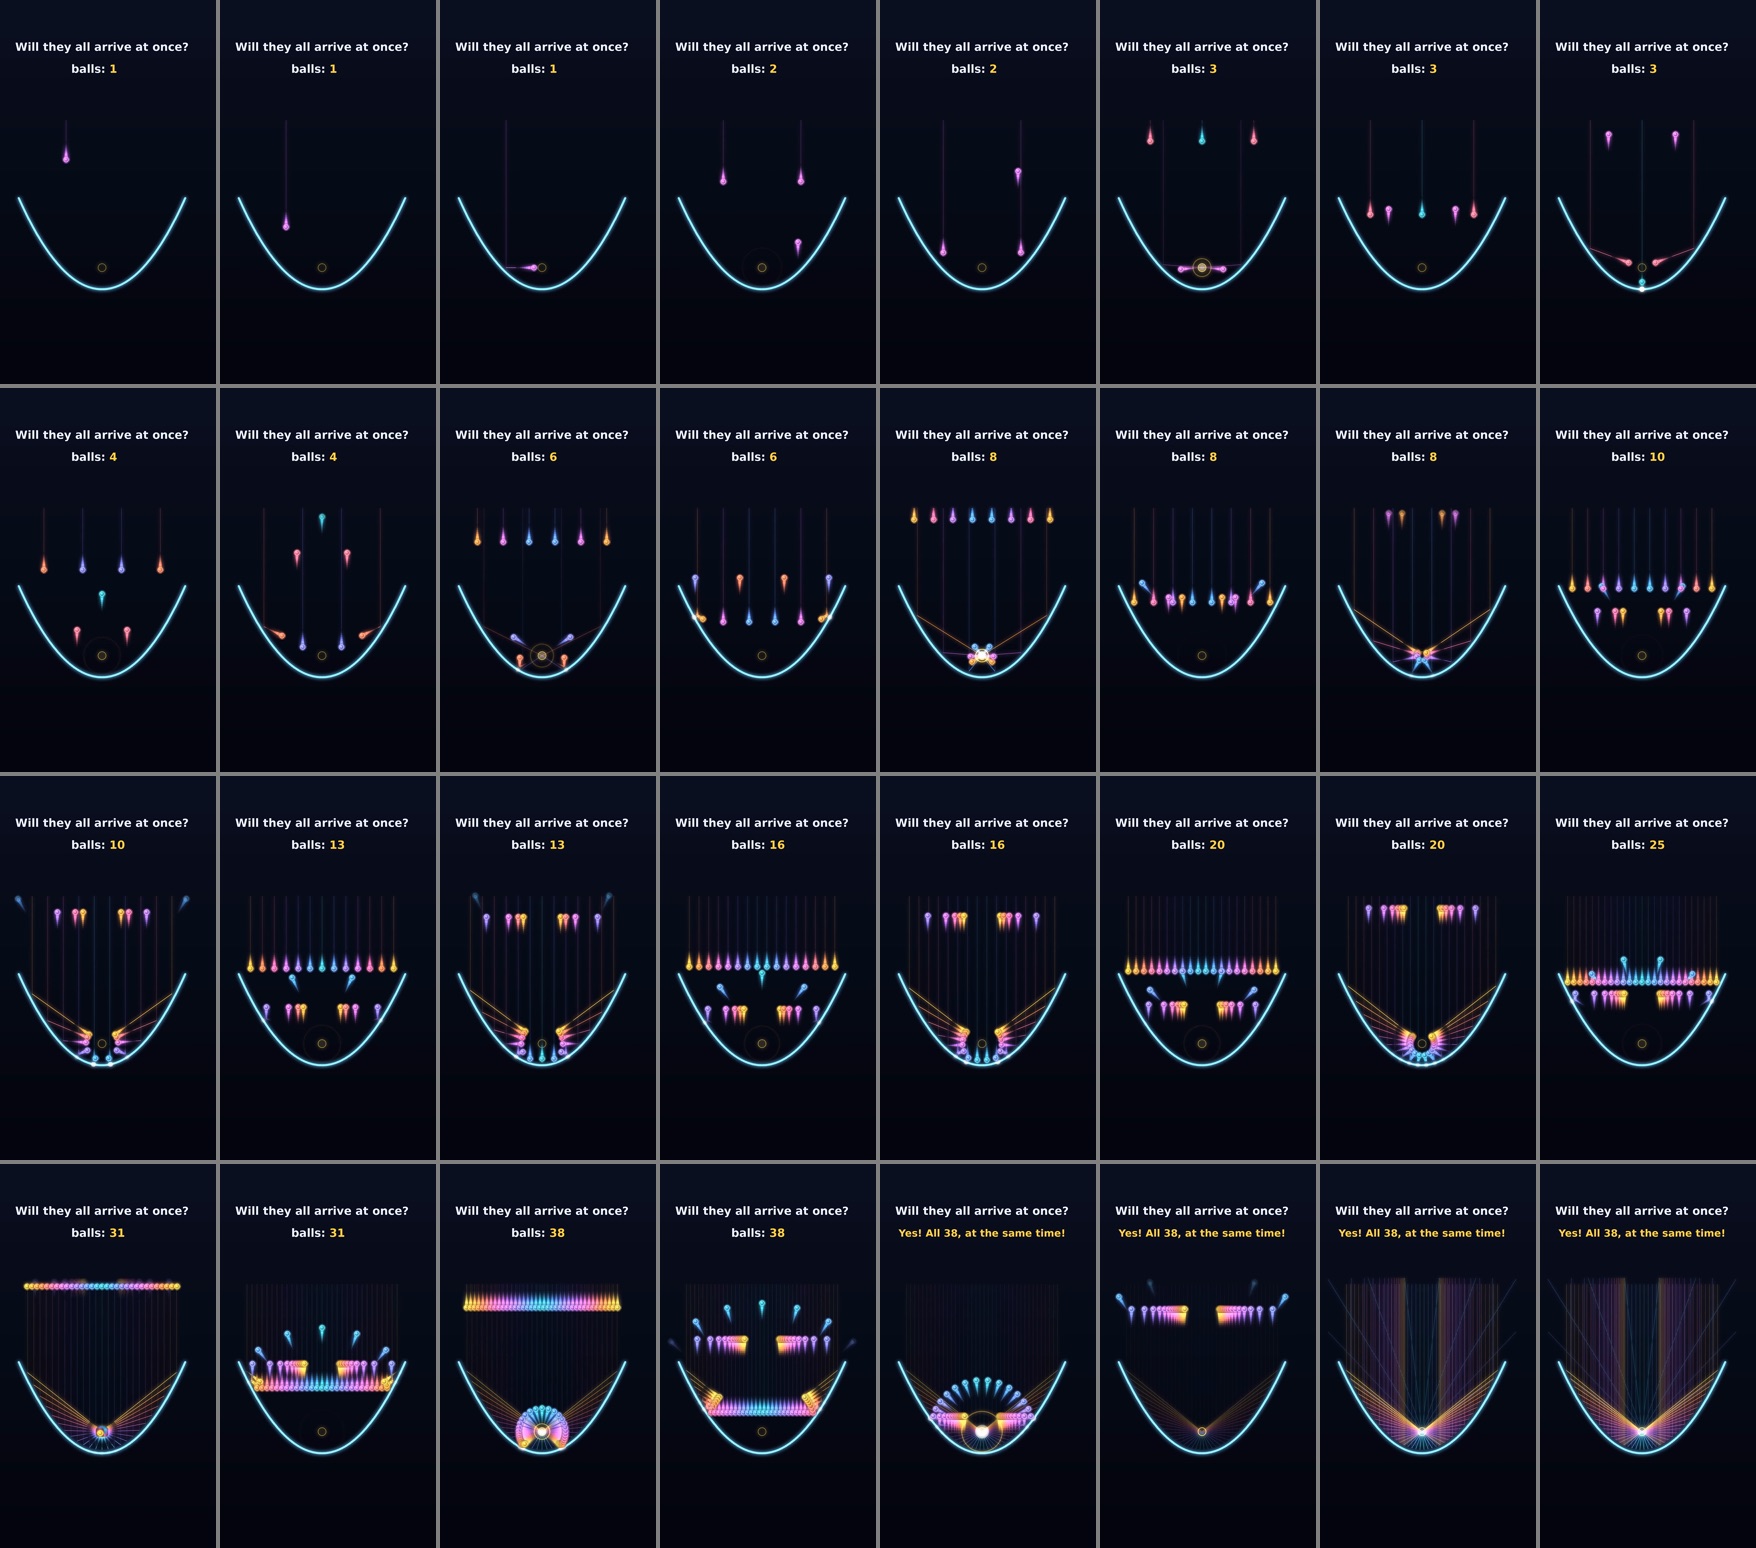 Will they all arrive at once?
balls: 1
Will they all arrive at once?
balls: 1
Will they all arrive at once?
balls: 1
Will they all arrive at once?
balls: 2
Will they all arrive at once?
balls: 2
Will they all arrive at once?
balls: 3
Will they all arrive at once?
balls: 3
Will they all arrive at once?
balls: 3
Will they all arrive at once?
balls: 4
Will they all arrive at once?
balls: 4
Will they all arrive at once?
balls: 6
Will they all arrive at once?
balls: 6
Will they all arrive at once?
balls: 8
Will they all arrive at once?
balls: 8
Will they all arrive at once?
balls: 8
Will they all arrive at once?
balls: 10
Will they all arrive at once?
balls: 10
Will they all arrive at once?
balls: 13
Will they all arrive at once?
balls: 13
Will they all arrive at once?
balls: 16
Will they all arrive at once?
balls: 16
Will they all arrive at once?
balls: 20
Will they all arrive at once?
balls: 20
Will they all arrive at once?
balls: 25
Will they all arrive at once?
balls: 31
Will they all arrive at once?
balls: 31
Will they all arrive at once?
balls: 38
Will they all arrive at once?
balls: 38
Will they all arrive at once?
Yes! All 38, at the same time!
Will they all arrive at once?
Yes! All 38, at the same time!
Will they all arrive at once?
Yes! All 38, at the same time!
Will they all arrive at once?
Yes! All 38, at the same time!